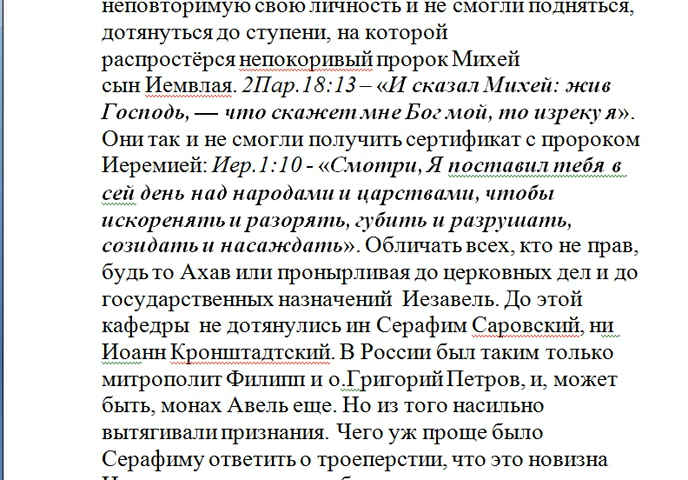 неповторимую свою личность и не смогли подняться,
дотянуться до ступени, на которой
распростёрся непокоривый пророк Михей
сын Иемвлая. 2Пар.18:13 – «И сказал Михей: жив
Господь, — что скажет мне Бог мой, то изреку я».
Они так и не смогли получить сертификат с пророком
Иеремией: Иер.1:10 - «Смотри, Я поставил тебя в
сей день над народами и царствами, чтобы
искоренять и разорять, губить и разрушать,
созидать и насаждать». Обличать всех, кто не прав,
будь то Ахав или пронырливая до церковных дел и до
государственных назначений Иезавель. До этой
кафедры не дотянулись ин Серафим Саровский, ни
Иоанн Кронштадтский. В России был таким только
митрополит Филипп и о.Григорий Петров, и, может
быть, монах Авель еще. Но из того насильно
вытягивали признания. Чего уж проще было
Серафиму ответить о троеперстии, что это новизна